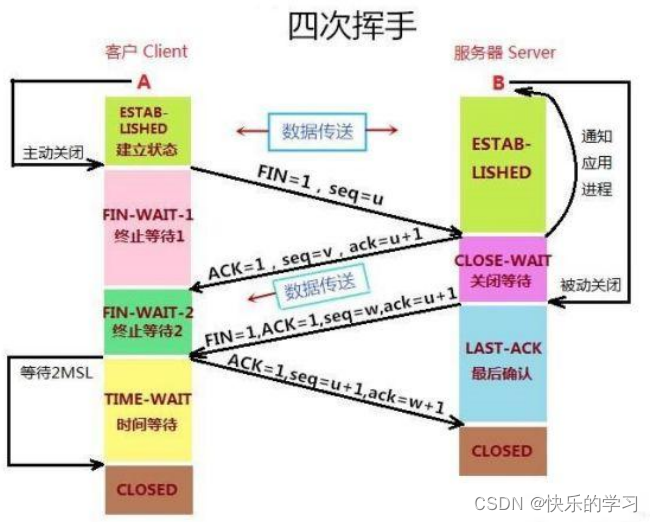 四次挥手
客户 Client
服务器 Server
A
B
ESTAB-
LISHED
建立状态
数据传送
ESTAB-
LISHED
通知
应用
进程
主动关闭
FIN=1，seq=u
FIN-WAIT-1
终止等待1
ACK=1，seq=v，ack=u+1
CLOSE-WAIT
关闭等待
数据传送
被动关闭
FIN-WAIT-2
终止等待2
FIN=1,ACK=1,seq=w,ack=u+1
LAST-ACK
最后确认
等待2MSL
ACK=1,seq=u+1,ack=w+1
TIME-WAIT
时间等待
CLOSED
CLOSED
CSDN @快乐的学习